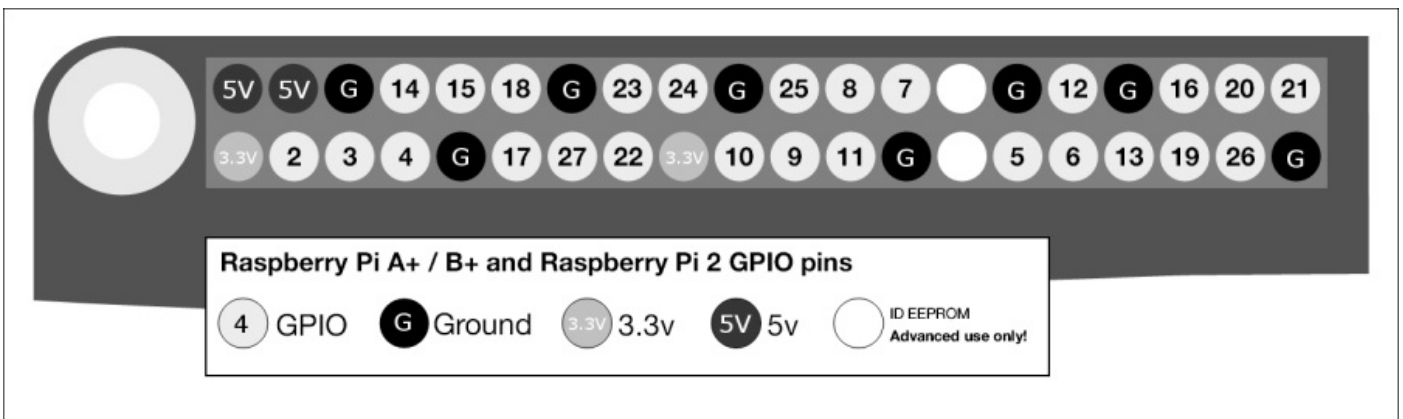 5V 5V G 14 15 18 G 23 24 G 25 8 7 G 12 G 16 20 21
3.3V 2 3 4 G 17 27 22 3.3V 10 9 11 G 5 6 13 19 26 G
Raspberry Pi A+ / B+ and Raspberry Pi 2 GPIO pins
4 GPIO G Ground 3.3V 3.3v 5V 5v ID EEPROM
Advanced use only!